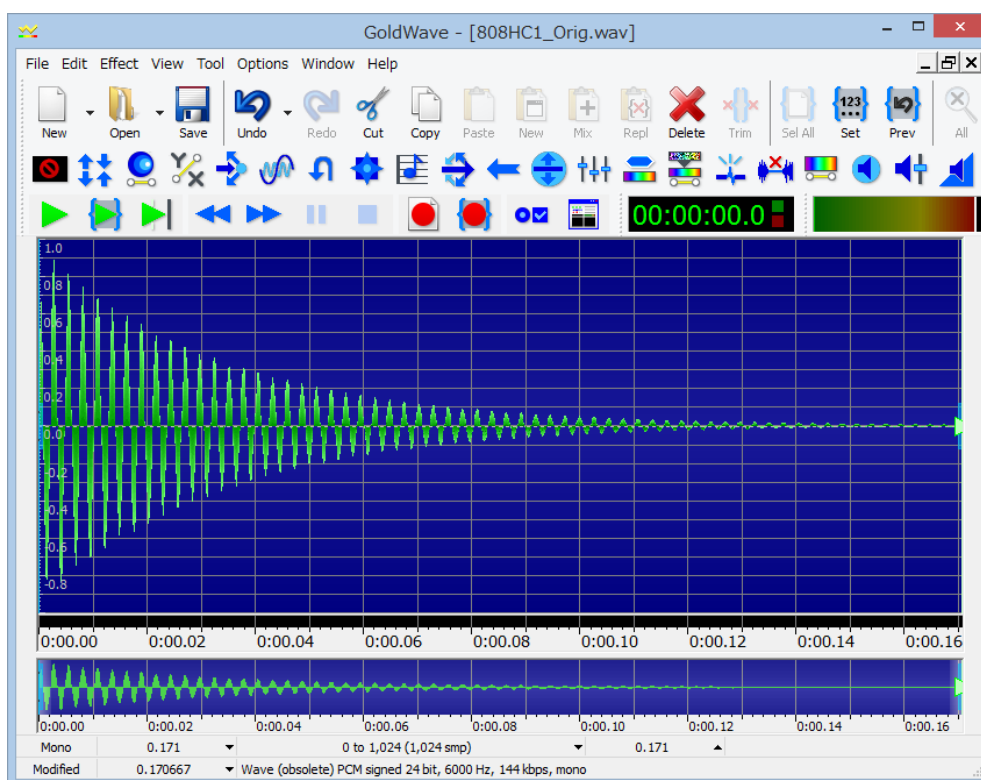 GoldWave - [808HC1_Orig.wav]
File Edit Effect View Tool Options Window Help
New Open Save Undo Redo Cut Copy Paste New Mix Repl Delete Trim Sel All Set Prev All
00:00:00.0
1.0
0.8
0.6
0.4
0.2
0.0
-0.2
-0.4
-0.6
-0.8
0:00.00 0:00.02 0:00.04 0:00.06 0:00.08 0:00.10 0:00.12 0:00.14 0:00.16
0:00.00 0:00.02 0:00.04 0:00.06 0:00.08 0:00.10 0:00.12 0:00.14 0:00.16
Mono 0.171 0 to 1,024 (1,024 smp) 0.171
Modified 0.170667 Wave (obsolete) PCM signed 24 bit, 6000 Hz, 144 kbps, mono